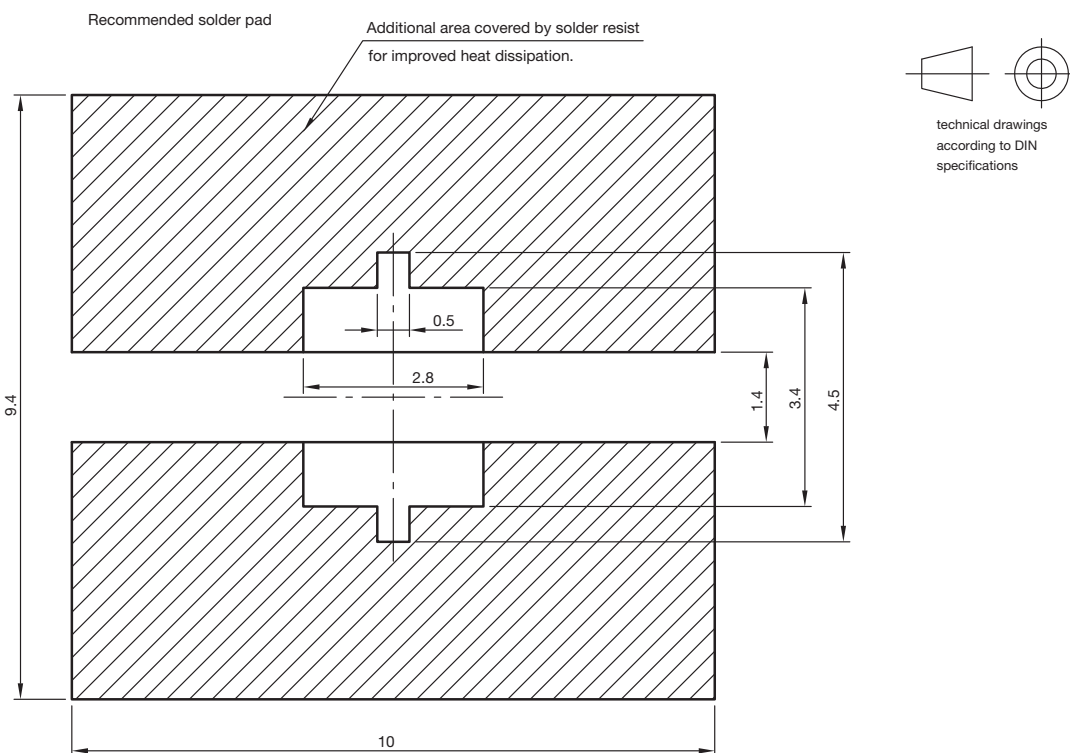 Recommended solder pad
Additional area covered by solder resist
for improved heat dissipation.
technical drawings
according to DIN
specifications
0.5
2.8
9.4
1.4
3.4
4.5
10